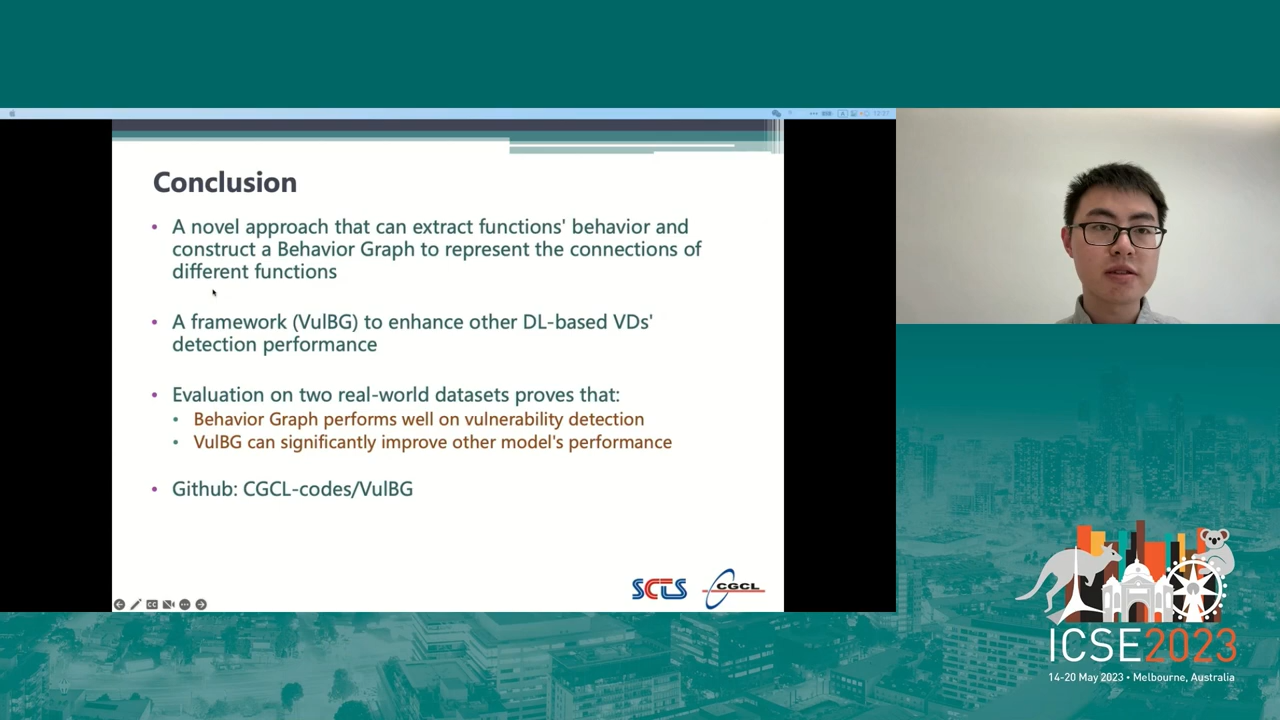 Conclusion
• A novel approach that can extract functions' behavior and
construct a Behavior Graph to represent the connections of
different functions
• A framework (VulBG) to enhance other DL-based VDs'
detection performance
• Evaluation on two real-world datasets proves that:
• Behavior Graph performs well on vulnerability detection
• VulBG can significantly improve other model's performance
• Github: CGCL-codes/VulBG
SCTS
CGCL
ICSE2023
14-20 May 2023 • Melbourne, Australia